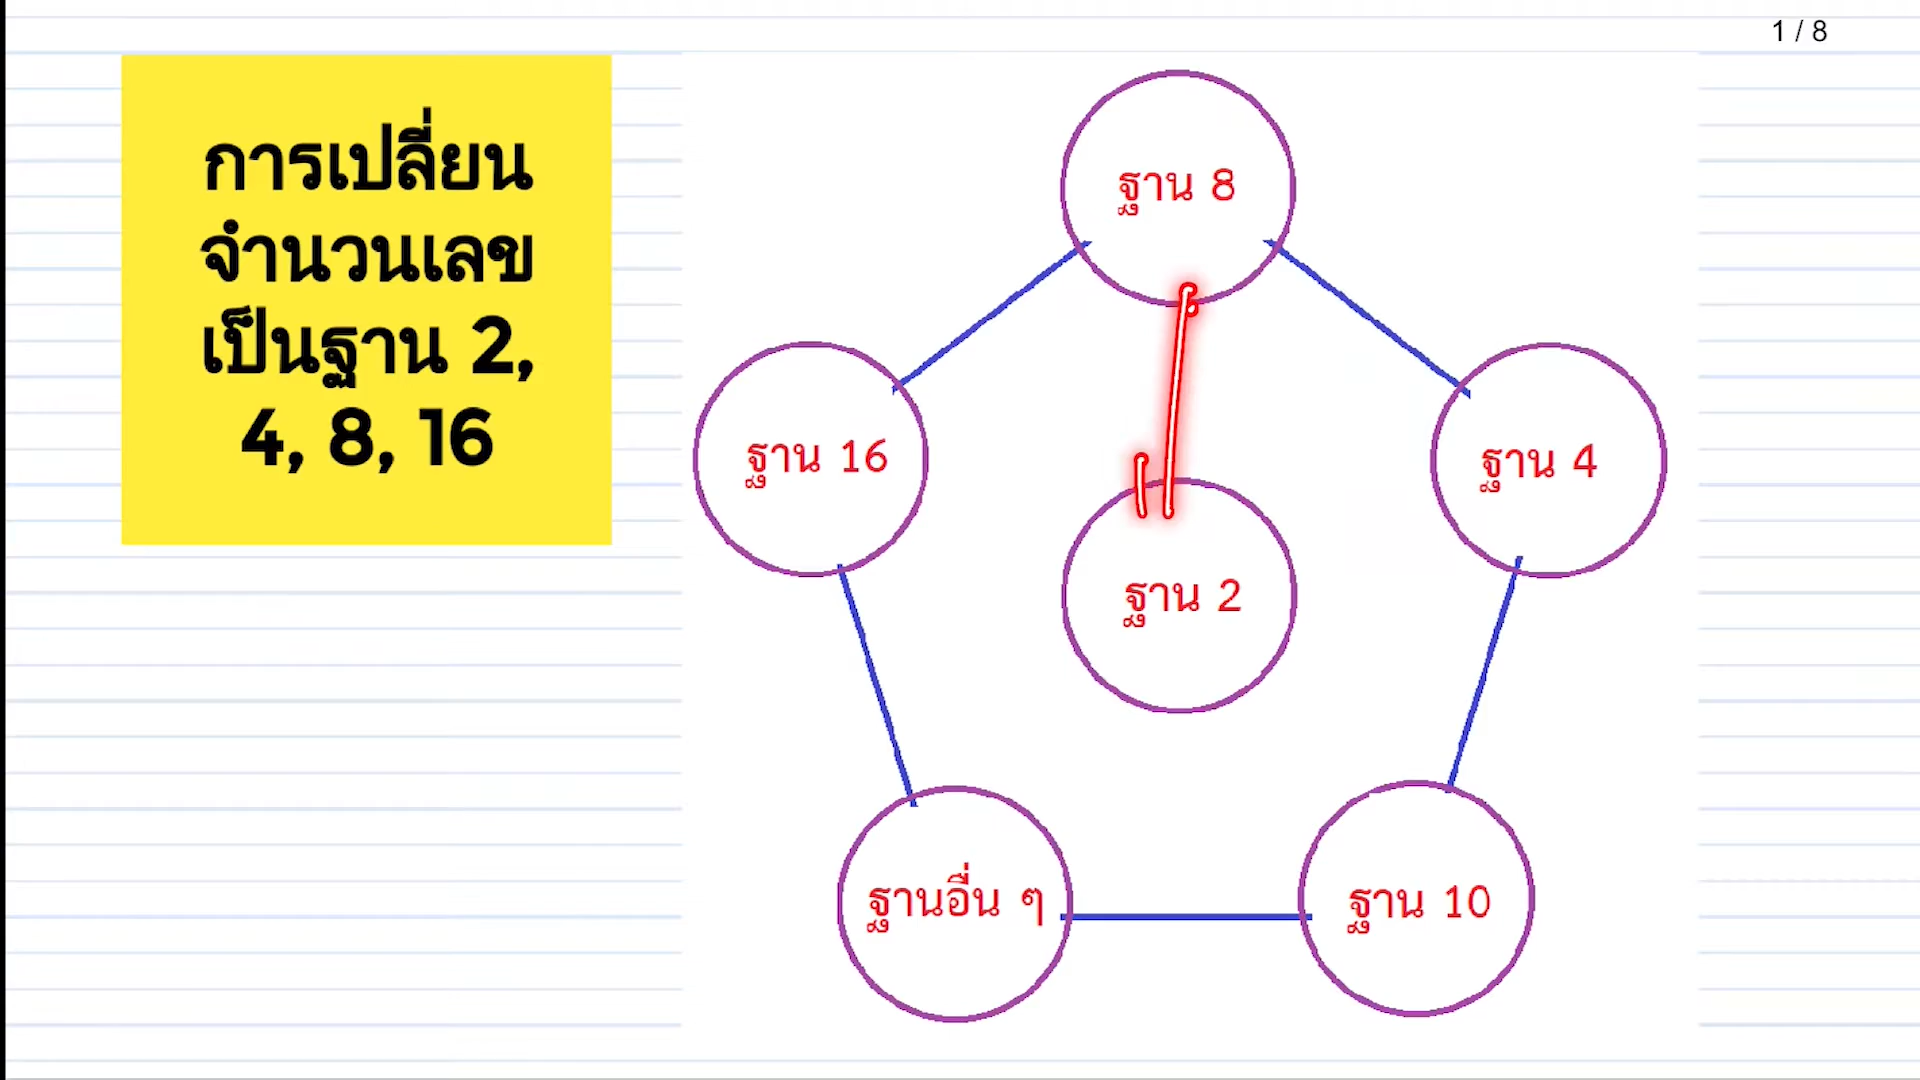 1 / 8
การเปลี่ยน
จำนวนเลข
เป็นฐาน 2,
4, 8, 16
ฐาน 8
ฐาน 16
ฐาน 4
ฐาน 2
ฐานอื่น ๆ
ฐาน 10